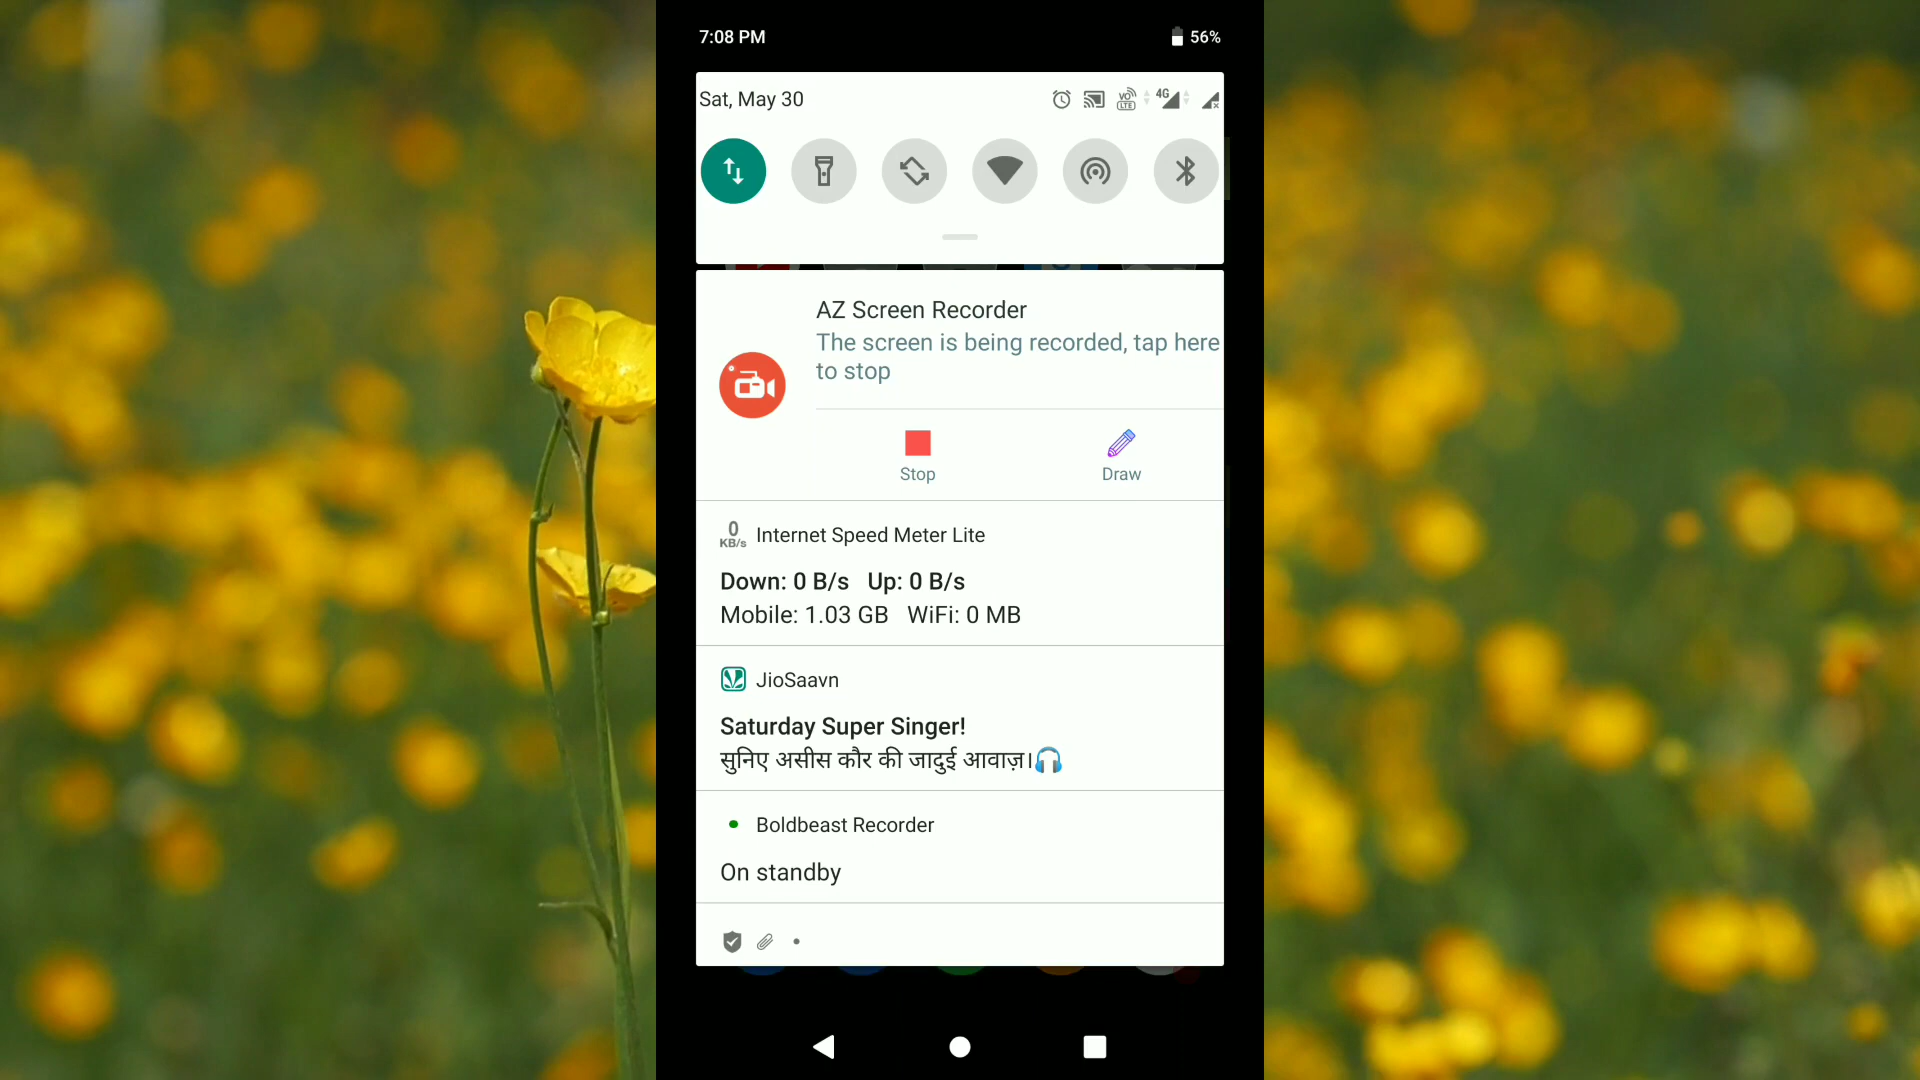 7:08 PM
56%
Sat, May 30
VO
LTE
4G
AZ Screen Recorder
The screen is being recorded, tap here
to stop
Stop
Draw
0
KB/s
Internet Speed Meter Lite
Down: 0 B/s Up: 0 B/s
Mobile: 1.03 GB WiFi: 0 MB
JioSaavn
Saturday Super Singer!
सुनिए असीस कौर की जादुई आवाज़।
Boldbeast Recorder
On standby